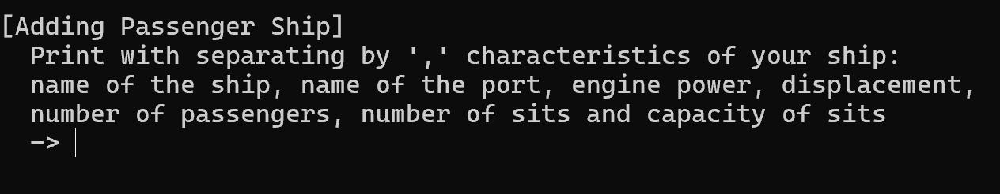 [Adding Passenger Ship]
Print with separating by ',' characteristics of your ship:
name of the ship, name of the port, engine power, displacement,
number of passengers, number of sits and capacity of sits
->